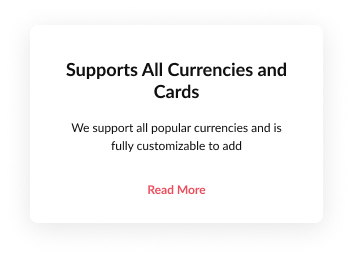 Supports All Currencies and
Cards
We support all popular currencies and is
fully customizable to add
Read More